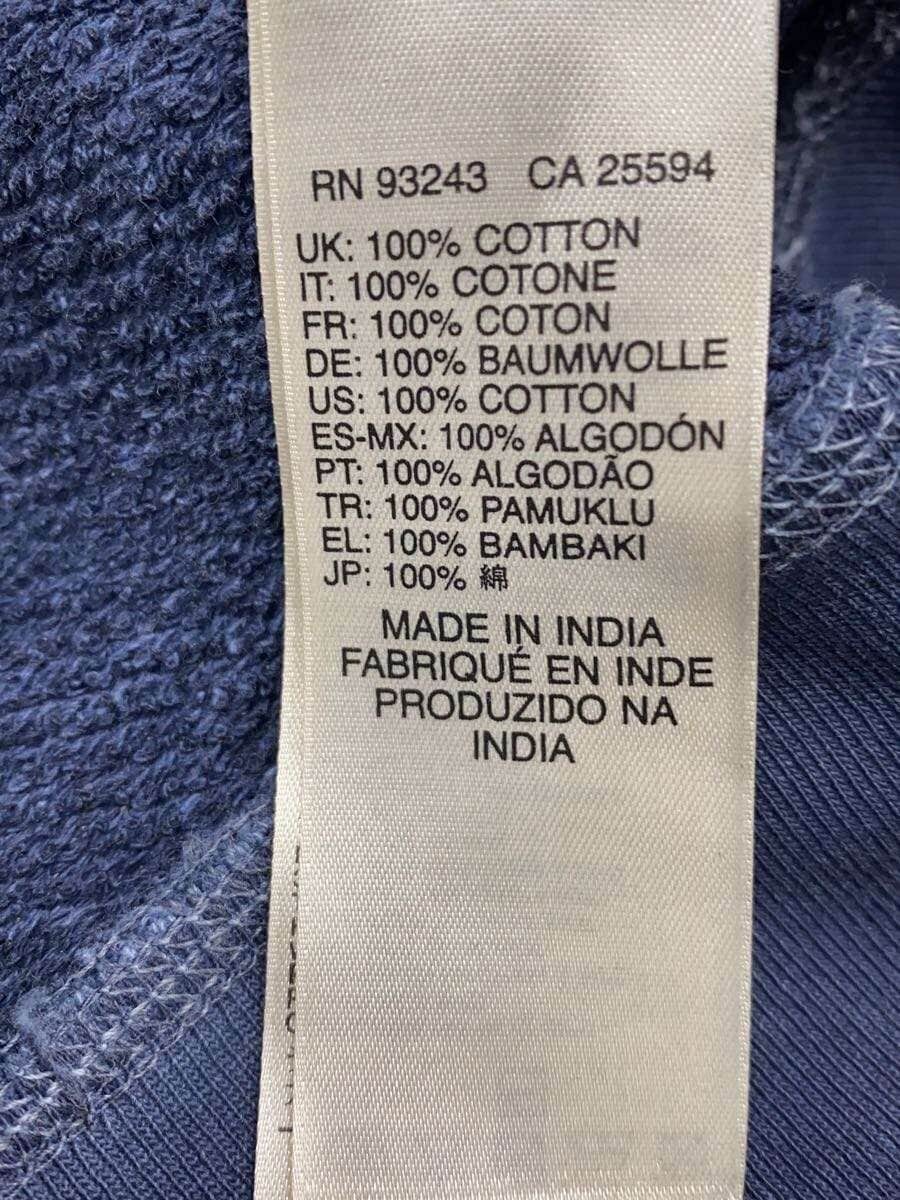 RN 93243 CA 25594
UK: 100% COTTON
IT: 100% COTONE
FR: 100% COTON
DE: 100% BAUMWOLLE
US: 100% COTTON
ES-MX: 100% ALGODÓN
PT: 100% ALGODÃO
TR: 100% PAMUKLU
EL: 100% BAMBAKI
JP: 100% 綿
MADE IN INDIA
FABRIQUÉ EN INDE
PRODUZIDO NA
INDIA